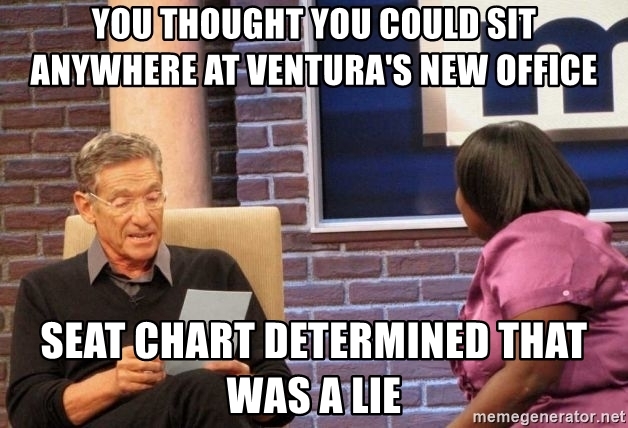 YOU THOUGHT YOU COULD SIT
ANYWHERE AT VENTURA'S NEW OFFICE
m
SEAT CHART DETERMINED THAT
WAS A LIE
memegenerator.net